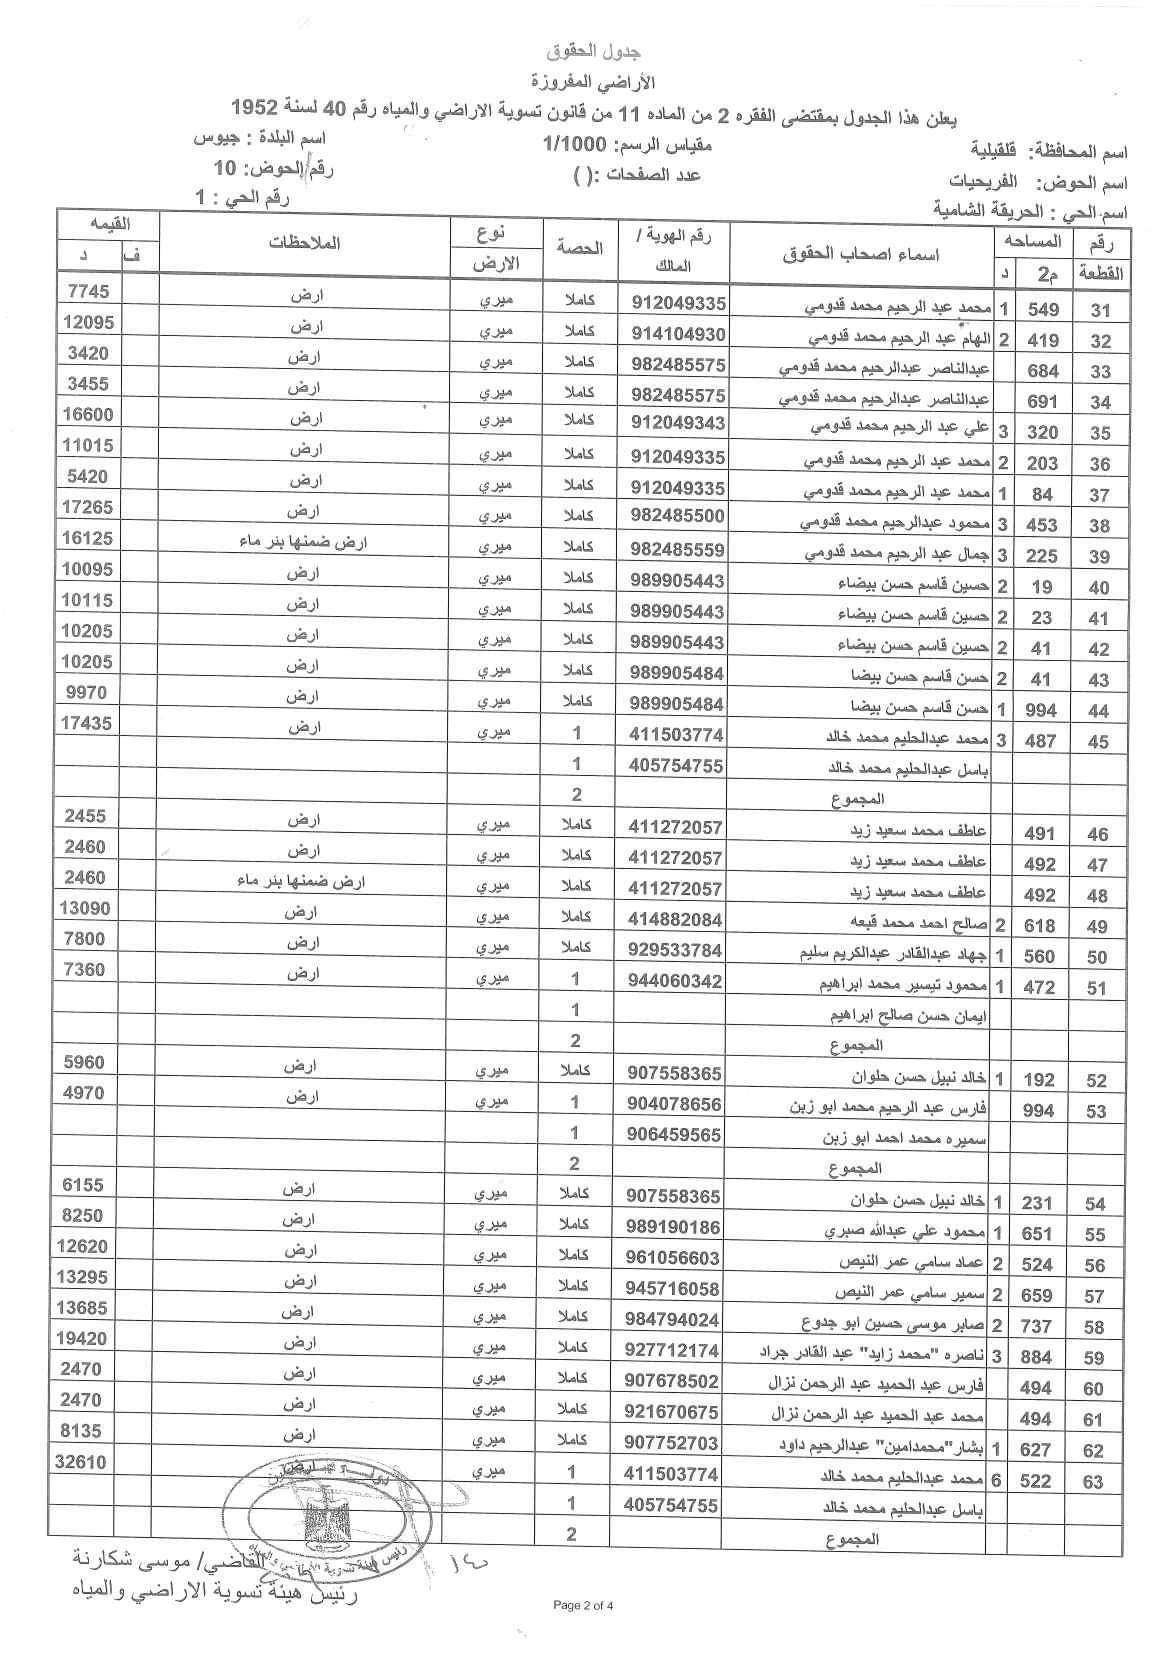 جدول الحقوق
الأراضي المفروزة
يعلن هذا الجدول بمقتضى الفقره 2 من الماده 11 من قانون تسوية الاراضي والمياه رقم 40 لسنة 1952
اسم المحافظة: قلقيلية مقياس الرسم: 1/1000 اسم البلدة : جيوس
اسم الحوض: الفريحيات عدد الصفحات :( ) رقم الحوض: 10
اسم الحي : الحريقة الشامية رقم الحي : 1
رقم القطعة المساحه م2 د اسماء اصحاب الحقوق رقم الهوية / المالك الحصة نوع الارض الملاحظات القيمه ف د
31 549 1 محمد عبد الرحيم محمد قدومي 912049335 كاملا ميري ارض 7745
32 419 2 الهام عبد الرحيم محمد قدومي 914104930 كاملا ميري ارض 12095
33 684 عبدالناصر عبدالرحيم محمد قدومي 982485575 كاملا ميري ارض 3420
34 691 عبدالناصر عبدالرحيم محمد قدومي 982485575 كاملا ميري ارض 3455
35 320 3 علي عبد الرحيم محمد قدومي 912049343 كاملا ميري ارض 16600
36 203 2 محمد عبد الرحيم محمد قدومي 912049335 كاملا ميري ارض 11015
37 84 1 محمد عبد الرحيم محمد قدومي 912049335 كاملا ميري ارض 5420
38 453 3 محمود عبدالرحيم محمد قدومي 982485500 كاملا ميري ارض 17265
39 225 3 جمال عبد الرحيم محمد قدومي 982485559 كاملا ميري ارض ضمنها بئر ماء 16125
40 19 2 حسين قاسم حسن بيضاء 989905443 كاملا ميري ارض 10095
41 23 2 حسين قاسم حسن بيضاء 989905443 كاملا ميري ارض 10115
42 41 2 حسين قاسم حسن بيضاء 989905443 كاملا ميري ارض 10205
43 41 2 حسن قاسم حسن بيضا 989905484 كاملا ميري ارض 10205
44 994 1 حسن قاسم حسن بيضا 989905484 كاملا ميري ارض 9970
45 487 3 محمد عبدالحليم محمد خالد 411503774 1 ميري ارض 17435
باسل عبدالحليم محمد خالد 405754755 1
المجموع 2
46 491 عاطف محمد سعيد زيد 411272057 كاملا ميري ارض 2455
47 492 عاطف محمد سعيد زيد 411272057 كاملا ميري ارض 2460
48 492 عاطف محمد سعيد زيد 411272057 كاملا ميري ارض ضمنها بئر ماء 2460
49 618 2 صالح احمد محمد قبعه 414882084 كاملا ميري ارض 13090
50 560 1 جهاد عبدالقادر عبدالكريم سليم 929533784 كاملا ميري ارض 7800
51 472 1 محمود تيسير محمد ابراهيم 944060342 1 ميري ارض 7360
ايمان حسن صالح ابراهيم 1
المجموع 2
52 192 1 خالد نبيل حسن حلوان 907558365 كاملا ميري ارض 5960
53 994 فارس عبد الرحيم محمد ابو زبن 904078656 1 ميري ارض 4970
سميره محمد احمد ابو زبن 906459565 1
المجموع 2
54 231 1 خالد نبيل حسن حلوان 907558365 كاملا ميري ارض 6155
55 651 1 محمود علي عبدالله صبري 989190186 كاملا ميري ارض 8250
56 524 2 عماد سامي عمر النيص 961056603 كاملا ميري ارض 12620
57 659 2 سمير سامي عمر النيص 945716058 كاملا ميري ارض 13295
58 737 2 صابر موسى حسين ابو جدوع 984794024 كاملا ميري ارض 13685
59 884 3 ناصره "محمد زايد" عبد القادر جراد 927712174 كاملا ميري ارض 19420
60 494 فارس عبد الحميد عبد الرحمن نزال 907678502 كاملا ميري ارض 2470
61 494 محمد عبد الحميد عبد الرحمن نزال 921670675 كاملا ميري ارض 2470
62 627 1 بشار"محمدامين" عبدالرحيم داود 907752703 كاملا ميري ارض 8135
63 522 6 محمد عبدالحليم محمد خالد 411503774 1 ميري ارض 32610
باسل عبدالحليم محمد خالد 405754755 1
المجموع 2
القاضي/ موسى شكارنة
رئيس هيئة تسوية الاراضي والمياه
Page 2 of 4